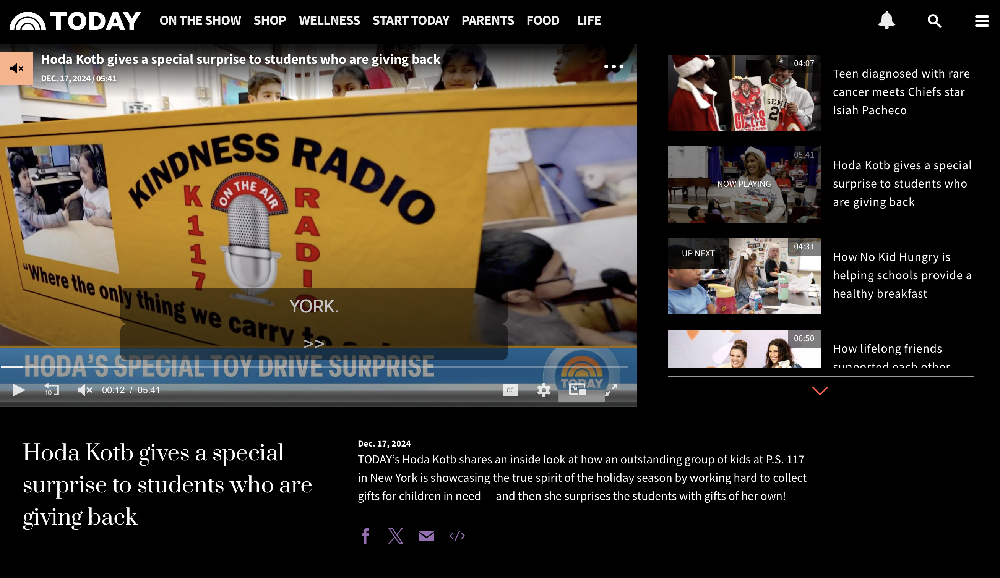 TODAY
ON THE SHOW SHOP WELLNESS START TODAY PARENTS FOOD LIFE
Hoda Kotb gives a special surprise to students who are giving back
DEC. 17, 2024 / 05:41
KINDNESS RADIO
ON THE AIR
K117
RADIO
“Where the only thing we carry to
YORK.
>>
HODA’S SPECIAL TOY DRIVE SURPRISE
TODAY
10
00:12 / 05:41
CC
04:07
SENI
2
CHIEFS
VS TEXANS
Teen diagnosed with rare
cancer meets Chiefs star
Isiah Pacheco
05:41
NOW PLAYING
Hoda Kotb gives a special
surprise to students who
are giving back
UP NEXT
04:31
How No Kid Hungry is
helping schools provide a
healthy breakfast
06:50
How lifelong friends
supported each other
Hoda Kotb gives a special
surprise to students who are
giving back
Dec. 17, 2024
TODAY’s Hoda Kotb shares an inside look at how an outstanding group of kids at P.S. 117
in New York is showcasing the true spirit of the holiday season by working hard to collect
gifts for children in need — and then she surprises the students with gifts of her own!